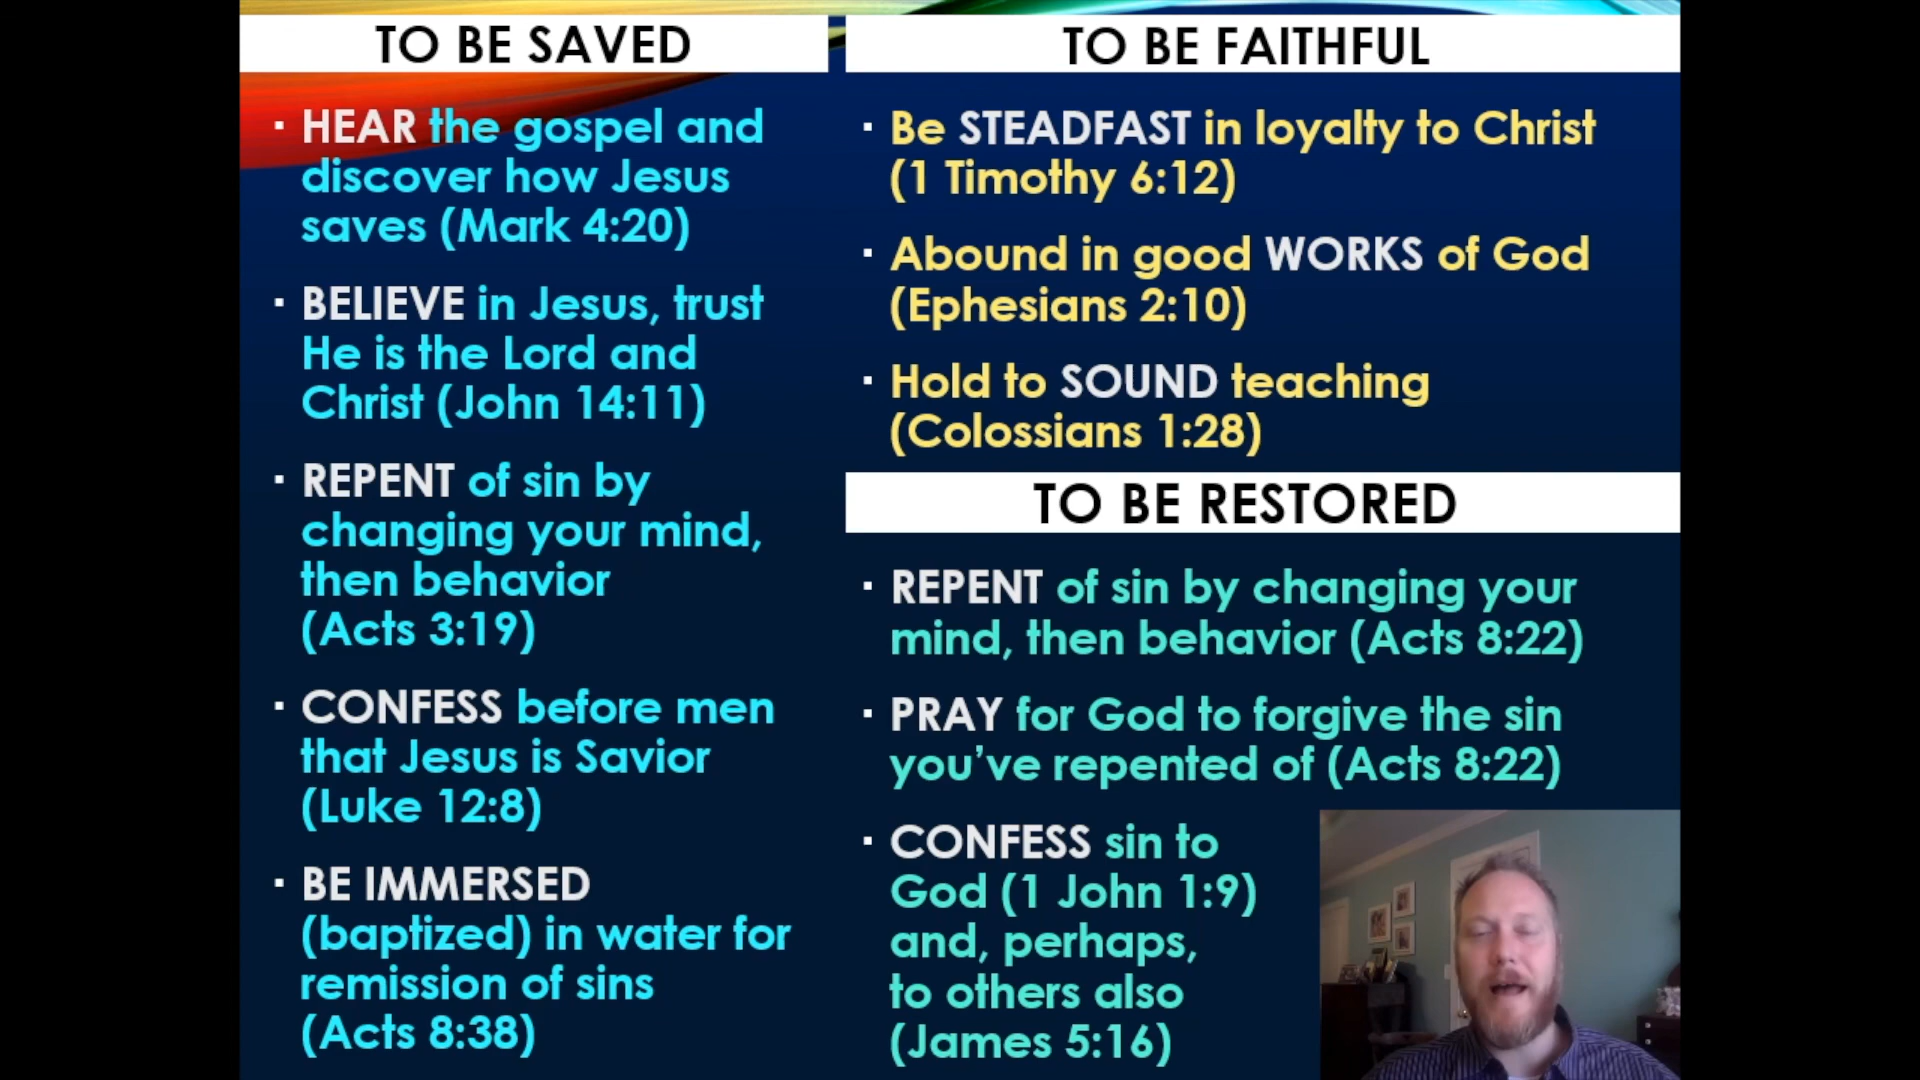 TO BE SAVED
· HEAR the gospel and
discover how Jesus
saves (Mark 4:20)
· BELIEVE in Jesus, trust
He is the Lord and
Christ (John 14:11)
· REPENT of sin by
changing your mind,
then behavior
(Acts 3:19)
· CONFESS before men
that Jesus is Savior
(Luke 12:8)
· BE IMMERSED
(baptized) in water for
remission of sins
(Acts 8:38)
TO BE FAITHFUL
· Be STEADFAST in loyalty to Christ
(1 Timothy 6:12)
· Abound in good WORKS of God
(Ephesians 2:10)
· Hold to SOUND teaching
(Colossians 1:28)
TO BE RESTORED
· REPENT of sin by changing your
mind, then behavior (Acts 8:22)
· PRAY for God to forgive the sin
you've repented of (Acts 8:22)
· CONFESS sin to
God (1 John 1:9)
and, perhaps,
to others also
(James 5:16)